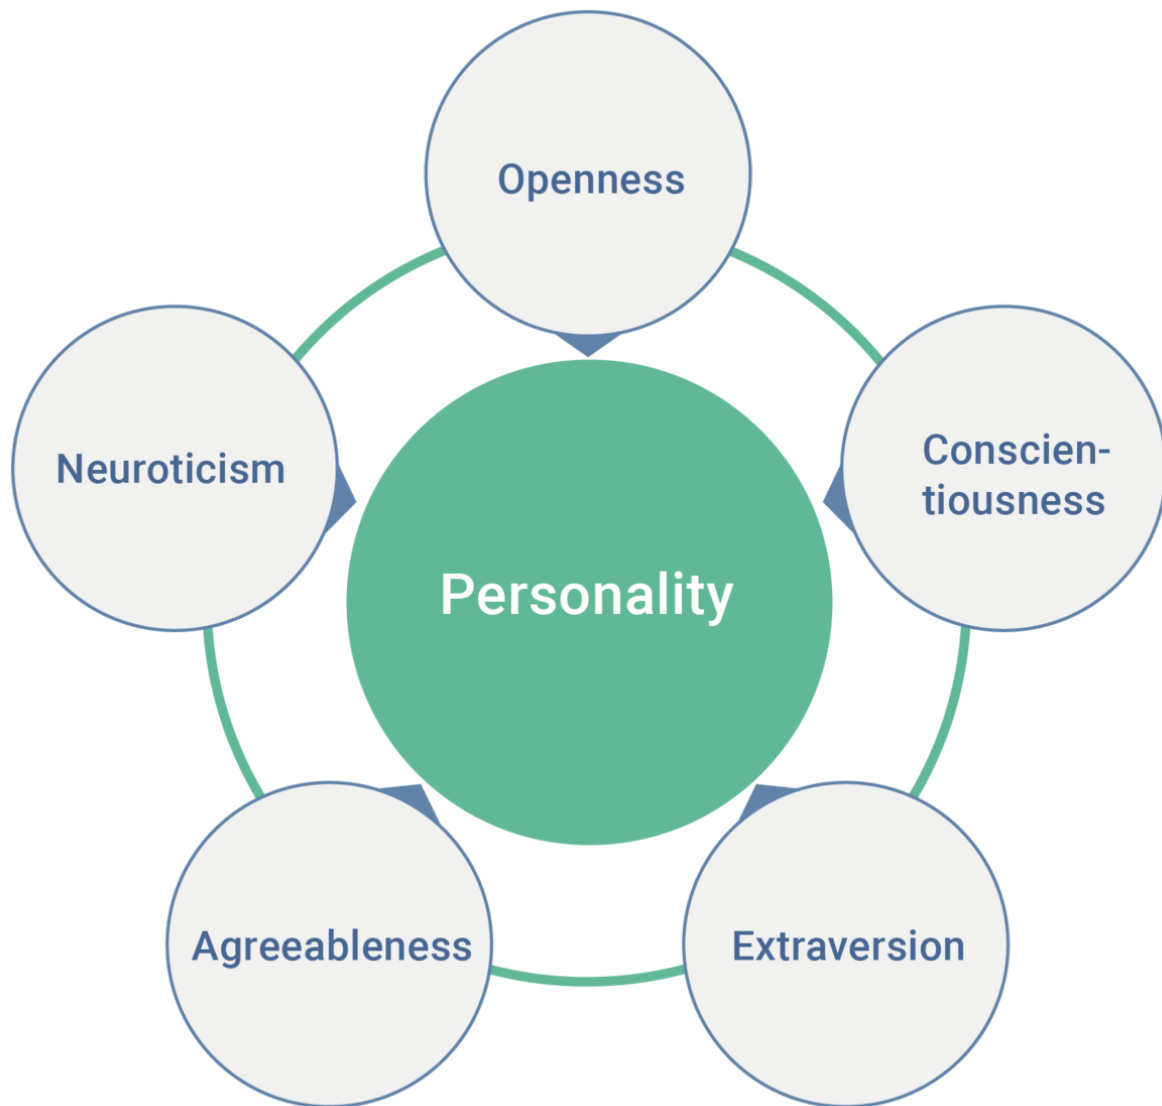 Openness
Conscien-
tiousness
Extraversion
Agreeableness
Neuroticism
Personality